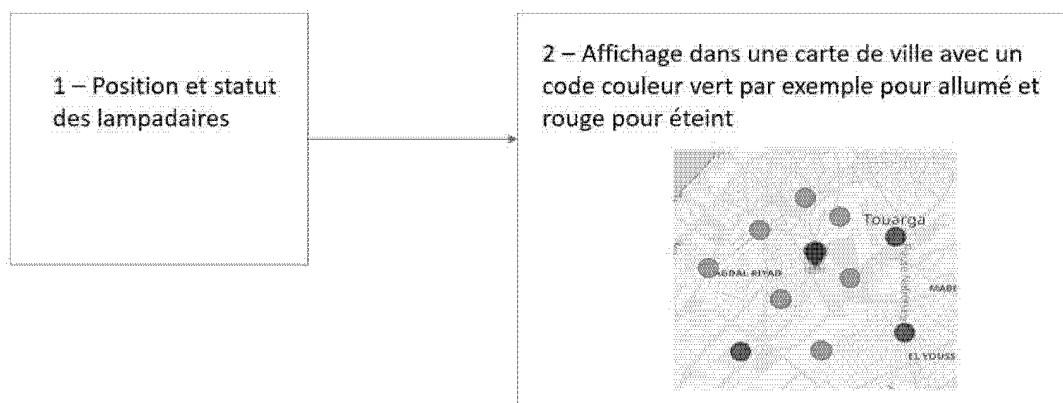 1 – Position et statut
des lampadaires
2 – Affichage dans une carte de ville avec un
code couleur vert par exemple pour allumé et
rouge pour éteint
Touarga
AGDAL RIYAD
MABE
EL YOUSS